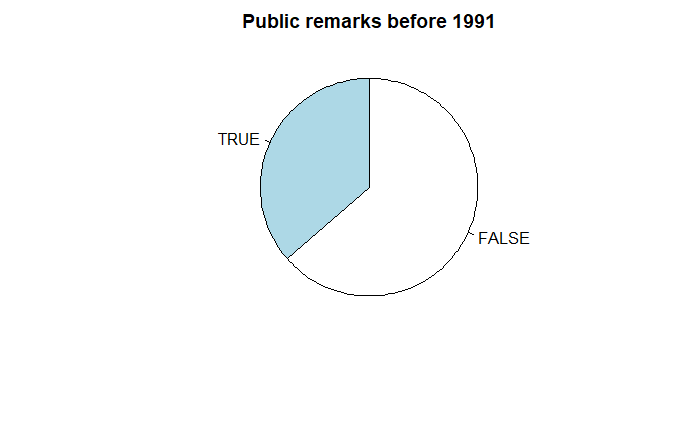 Public remarks before 1991
TRUE
FALSE